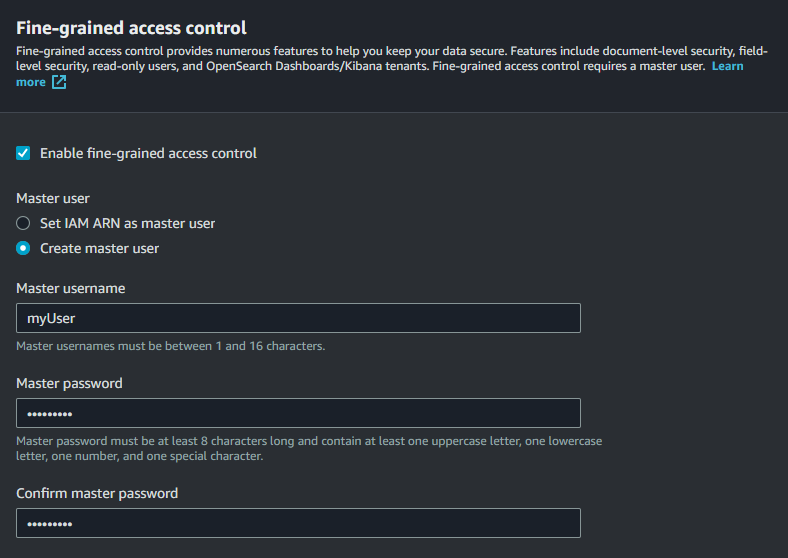 Fine-grained access control
Fine-grained access control provides numerous features to help you keep your data secure. Features include document-level security, field-
level security, read-only users, and OpenSearch Dashboards/Kibana tenants. Fine-grained access control requires a master user. Learn
more
Enable fine-grained access control
Master user
Set IAM ARN as master user
Create master user
Master username
myUser
Master usernames must be between 1 and 16 characters.
Master password
•••••••••
Master password must be at least 8 characters long and contain at least one uppercase letter, one lowercase
letter, one number, and one special character.
Confirm master password
•••••••••